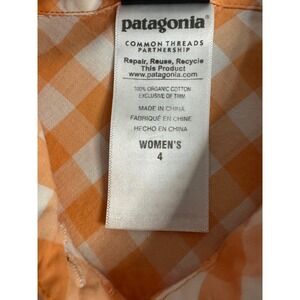 patagonia®
COMMON THREADS
PARTNERSHIP
Repair, Reuse, Recycle
This Product
www.patagonia.com
100% ORGANIC COTTON
EXCLUSIVE OF TRIM
MADE IN CHINA
FABRIQUÉ EN CHINE
HECHO EN CHINA
WOMEN'S
4